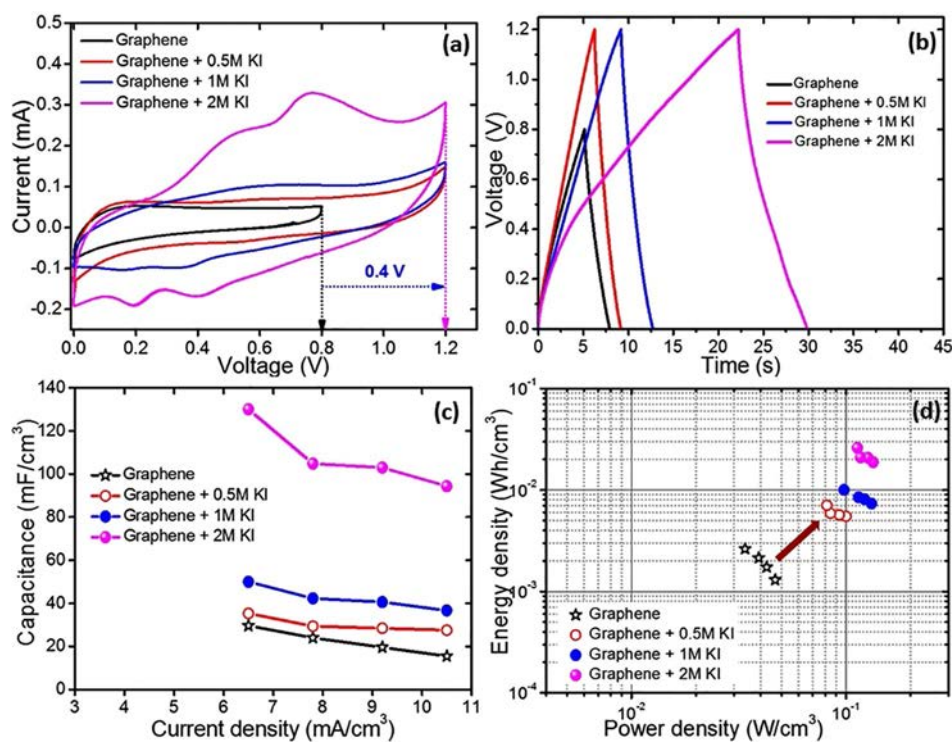 (a)
Graphene
Graphene + 0.5M KI
Graphene + 1M KI
Graphene + 2M KI
0.4 V
Current (mA)
0.5
0.4
0.3
0.2
0.1
0.0
-0.1
-0.2
0.0 0.2 0.4 0.6 0.8 1.0 1.2
Voltage (V)
(b)
Graphene
Graphene + 0.5M KI
Graphene + 1M KI
Graphene + 2M KI
Voltage (V)
1.2
1.0
0.8
0.6
0.4
0.2
0.0
0 5 10 15 20 25 30 35 40 45
Time (s)
(c)
Graphene
Graphene + 0.5M KI
Graphene + 1M KI
Graphene + 2M KI
Capacitance (mF/cm³)
140
120
100
80
60
40
20
0
3 4 5 6 7 8 9 10 11
Current density (mA/cm³)
(d)
Energy density (Wh/cm³)
10⁻¹
10⁻²
10⁻³
10⁻⁴
Graphene
Graphene + 0.5M KI
Graphene + 1M KI
Graphene + 2M KI
10⁻² 10⁻¹
Power density (W/cm³)